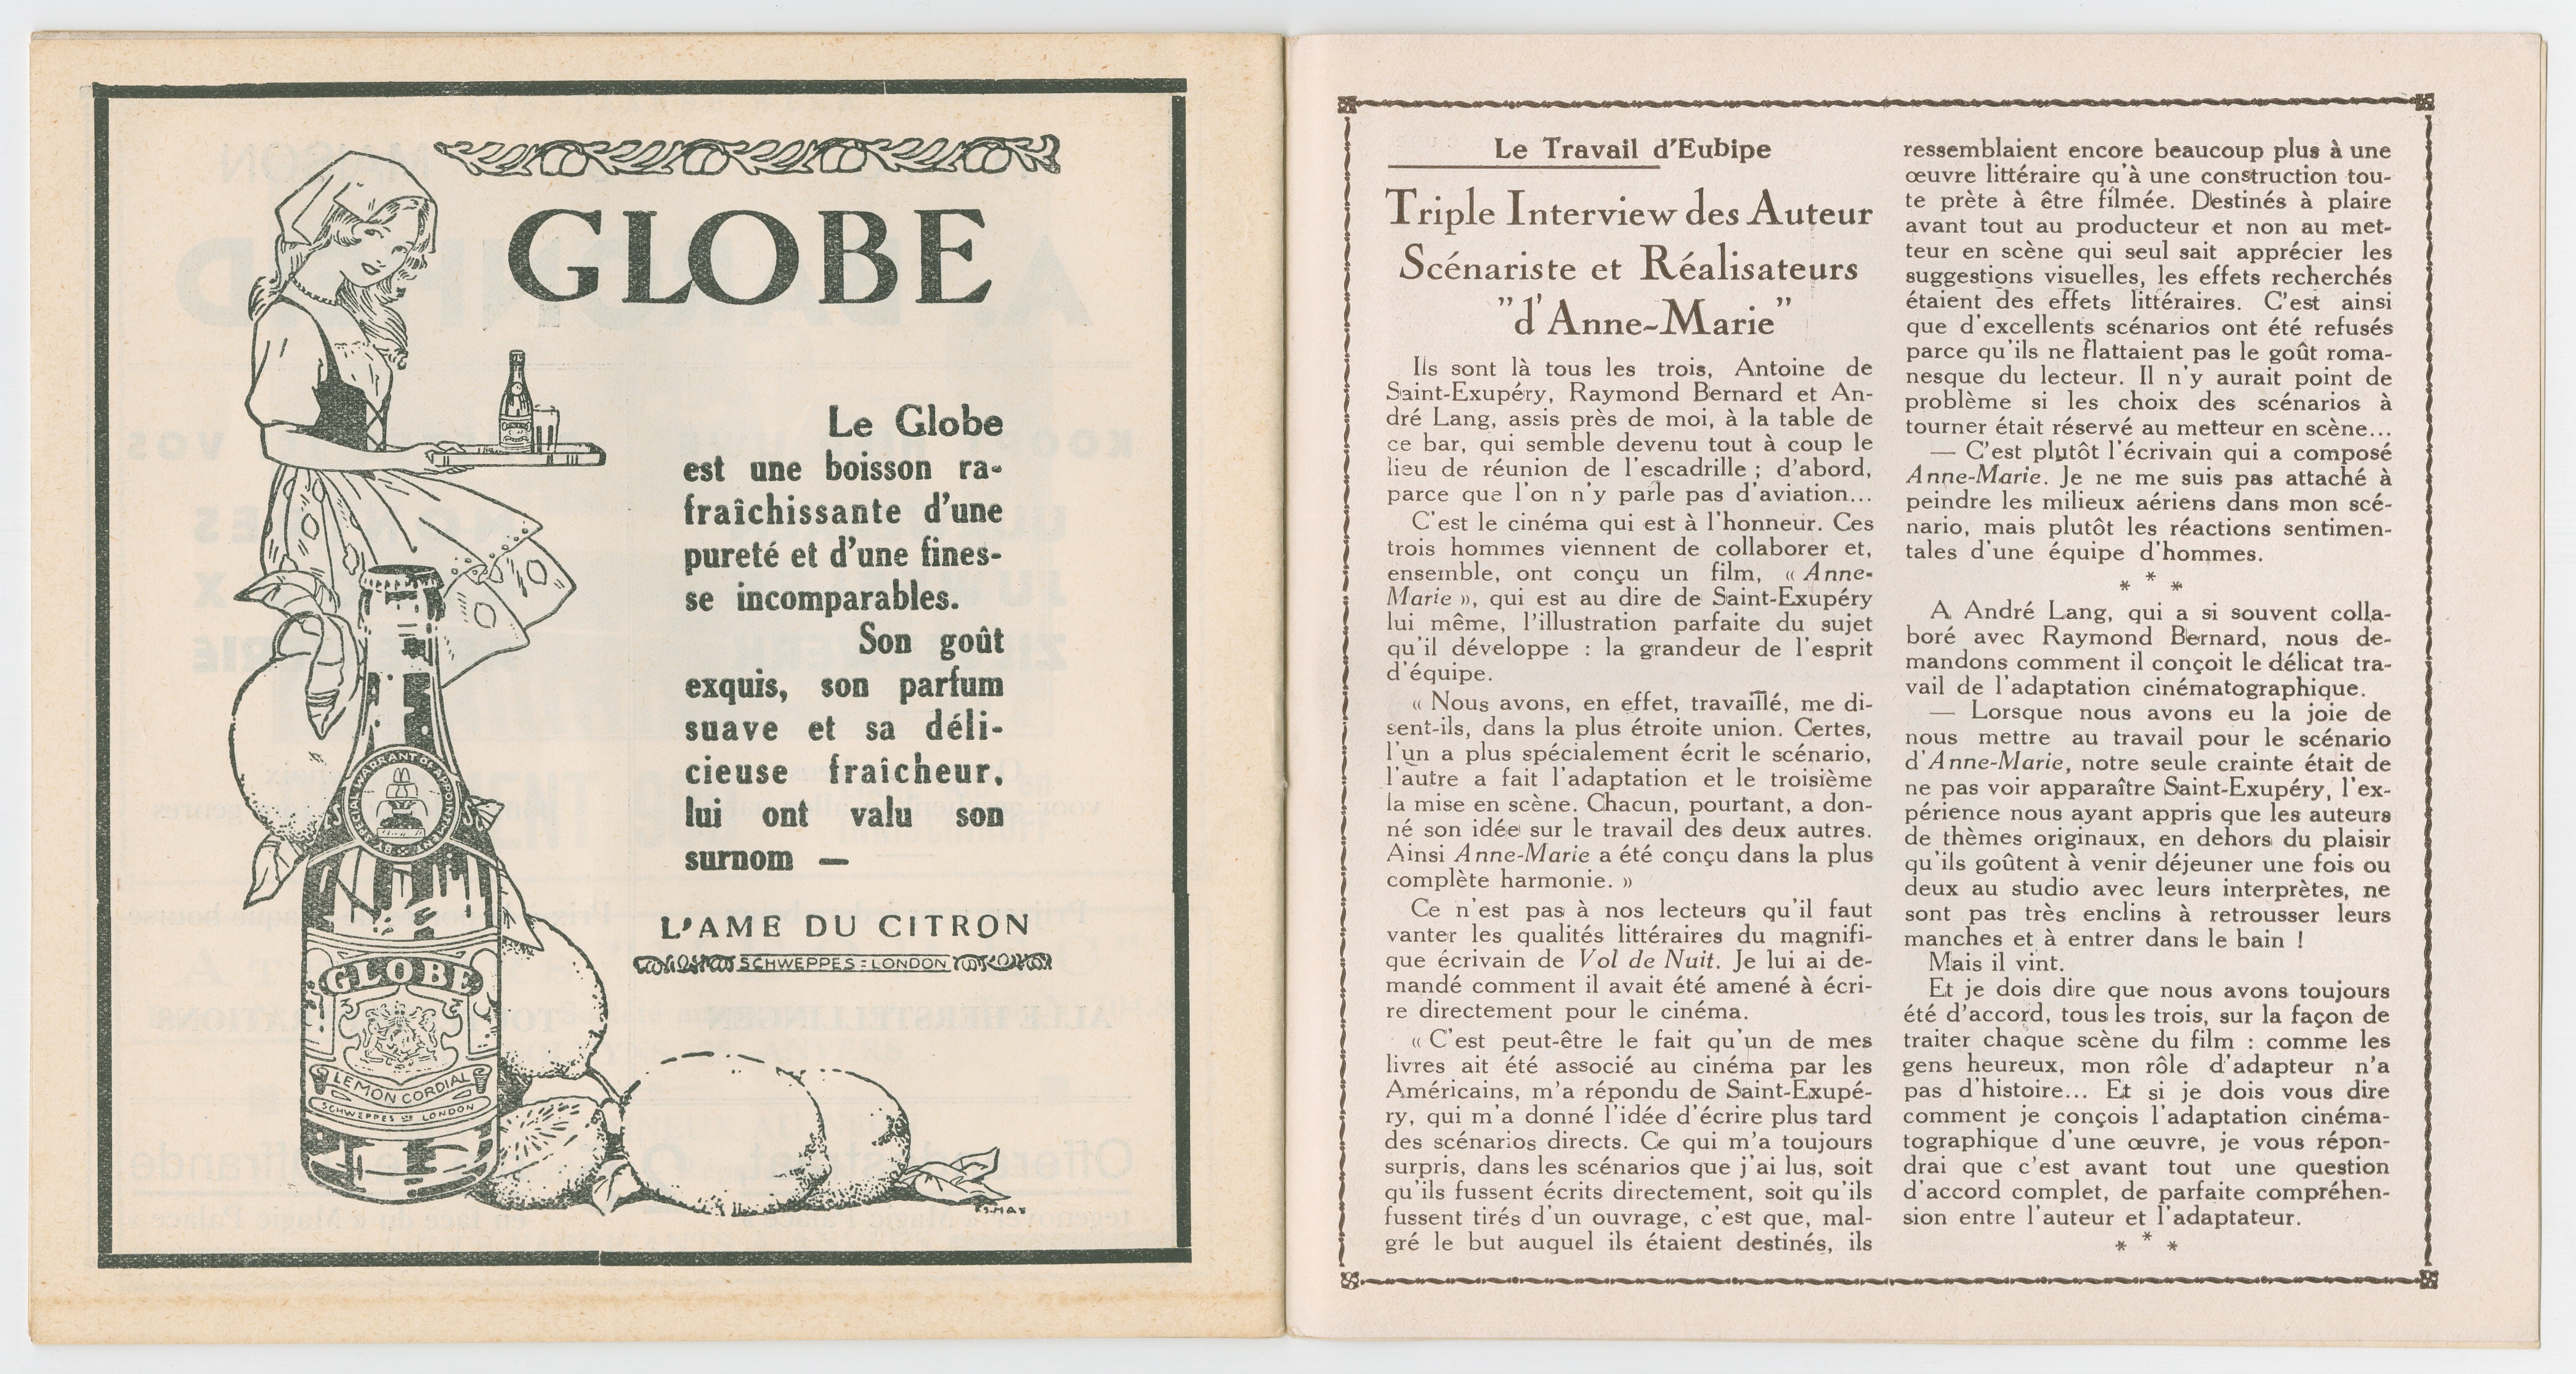 GLOBE
Le Globe
est une boisson ra-
fraîchissante d'une
pureté et d'une fines-
se incomparables.
Son goût
exquis, son parfum
suave et sa déli-
cieuse fraîcheur,
lui ont valu son
surnom —
L'AME DU CITRON
SCHWEPPES = LONDON
BY SPECIAL WARRANT OF APPOINTMENT
GLOBE
LEMON CORDIAL
SCHWEPPES LTD LONDON
Le Travail d'Eubipe
Triple Interview des Auteur
Scénariste et Réalisateurs
"d'Anne-Marie"
Ils sont là tous les trois, Antoine de
Saint-Exupéry, Raymond Bernard et An-
dré Lang, assis près de moi, à la table de
ce bar, qui semble devenu tout à coup le
lieu de réunion de l'escadrille ; d'abord,
parce que l'on n'y parle pas d'aviation...
C'est le cinéma qui est à l'honneur. Ces
trois hommes viennent de collaborer et,
ensemble, ont conçu un film, « Anne-
Marie », qui est au dire de Saint-Exupéry
lui même, l'illustration parfaite du sujet
qu'il développe : la grandeur de l'esprit
d'équipe.
« Nous avons, en effet, travaillé, me di-
sent-ils, dans la plus étroite union. Certes,
l'un a plus spécialement écrit le scénario,
l'autre a fait l'adaptation et le troisième
la mise en scène. Chacun, pourtant, a don-
né son idée sur le travail des deux autres.
Ainsi Anne-Marie a été conçu dans la plus
complète harmonie. »
Ce n'est pas à nos lecteurs qu'il faut
vanter les qualités littéraires du magnifi-
que écrivain de Vol de Nuit. Je lui ai de-
mandé comment il avait été amené à écri-
re directement pour le cinéma.
« C'est peut-être le fait qu'un de mes
livres ait été associé au cinéma par les
Américains, m'a répondu de Saint-Exupé-
ry, qui m'a donné l'idée d'écrire plus tard
des scénarios directs. Ce qui m'a toujours
surpris, dans les scénarios que j'ai lus, soit
qu'ils fussent écrits directement, soit qu'ils
fussent tirés d'un ouvrage, c'est que, mal-
gré le but auquel ils étaient destinés, ils
ressemblaient encore beaucoup plus à une
œuvre littéraire qu'à une construction tou-
te prète à être filmée. Destinés à plaire
avant tout au producteur et non au met-
teur en scène qui seul sait apprécier les
suggestions visuelles, les effets recherchés
étaient des effets littéraires. C'est ainsi
que d'excellents scénarios ont été refusés
parce qu'ils ne flattaient pas le goût roma-
nesque du lecteur. Il n'y aurait point de
problème si les choix des scénarios à
tourner était réservé au metteur en scène...
— C'est plutôt l'écrivain qui a composé
Anne-Marie. Je ne me suis pas attaché à
peindre les milieux aériens dans mon scé-
nario, mais plutôt les réactions sentimen-
tales d'une équipe d'hommes.
* * *
A André Lang, qui a si souvent colla-
boré avec Raymond Bernard, nous de-
mandons comment il conçoit le délicat tra-
vail de l'adaptation cinématographique.
— Lorsque nous avons eu la joie de
nous mettre au travail pour le scénario
d'Anne-Marie, notre seule crainte était de
ne pas voir apparaître Saint-Exupéry, l'ex-
périence nous ayant appris que les auteurs
de thèmes originaux, en dehors du plaisir
qu'ils goûtent à venir déjeuner une fois ou
deux au studio avec leurs interprètes, ne
sont pas très enclins à retrousser leurs
manches et à entrer dans le bain !
Mais il vint.
Et je dois dire que nous avons toujours
été d'accord, tous les trois, sur la façon de
traiter chaque scène du film : comme les
gens heureux, mon rôle d'adapteur n'a
pas d'histoire... Et si je dois vous dire
comment je conçois l'adaptation cinéma-
tographique d'une œuvre, je vous répon-
drai que c'est avant tout une question
d'accord complet, de parfaite compréhen-
sion entre l'auteur et l'adaptateur.
* * *